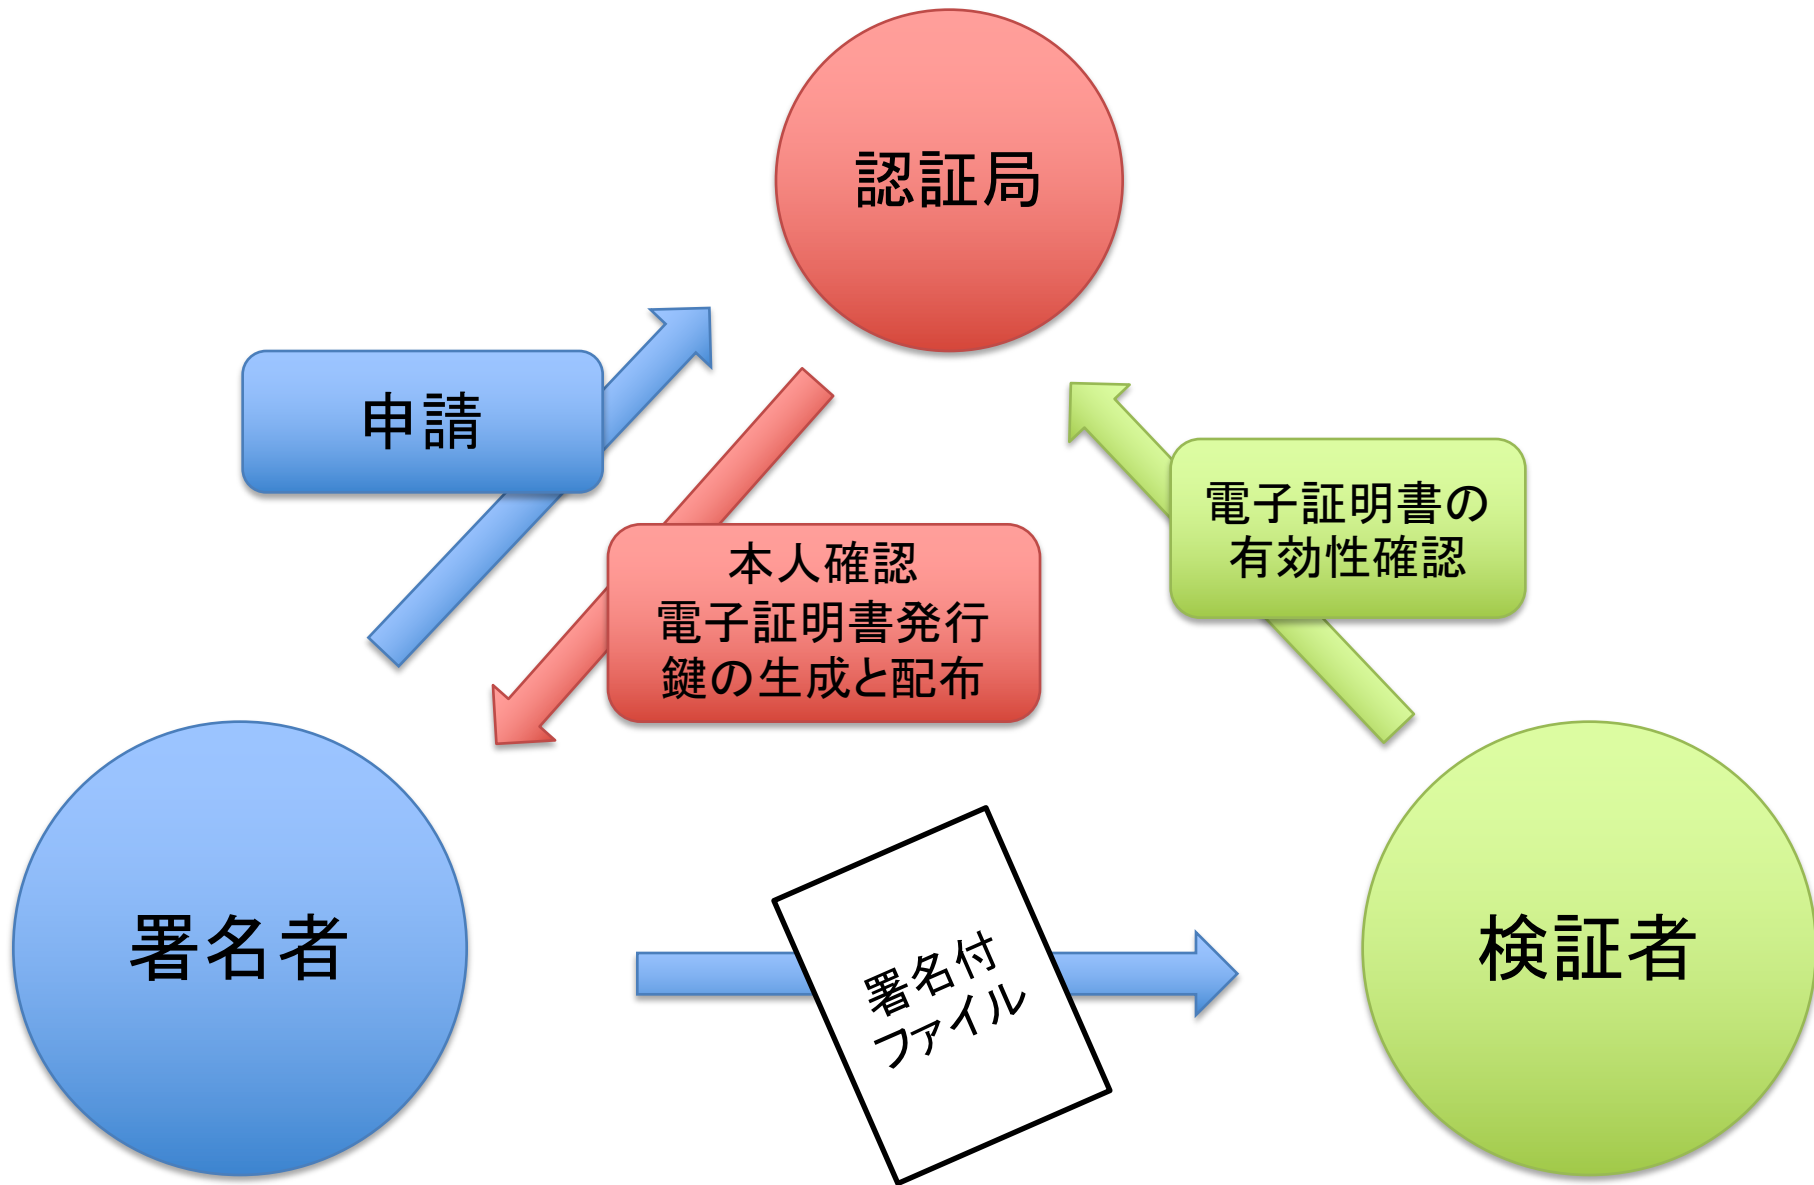 認証局
申請
電子証明書の
有効性確認
本人確認
電子証明書発行
鍵の生成と配布
署名者
署名付
ファイル
検証者